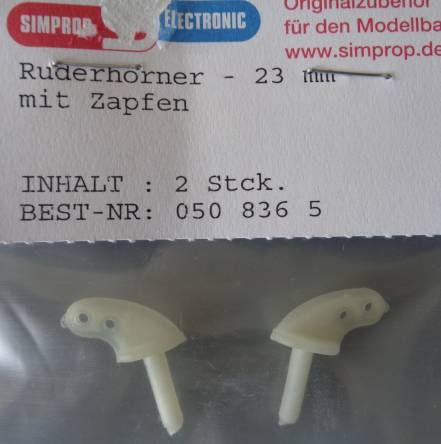 Originalzubehör
SIMPROP ELECTRONIC
für den Modellba
www.simprop.de
Ruderhörner - 23 mm
mit Zapfen
INHALT : 2 Stck.
BEST-NR: 050 836 5